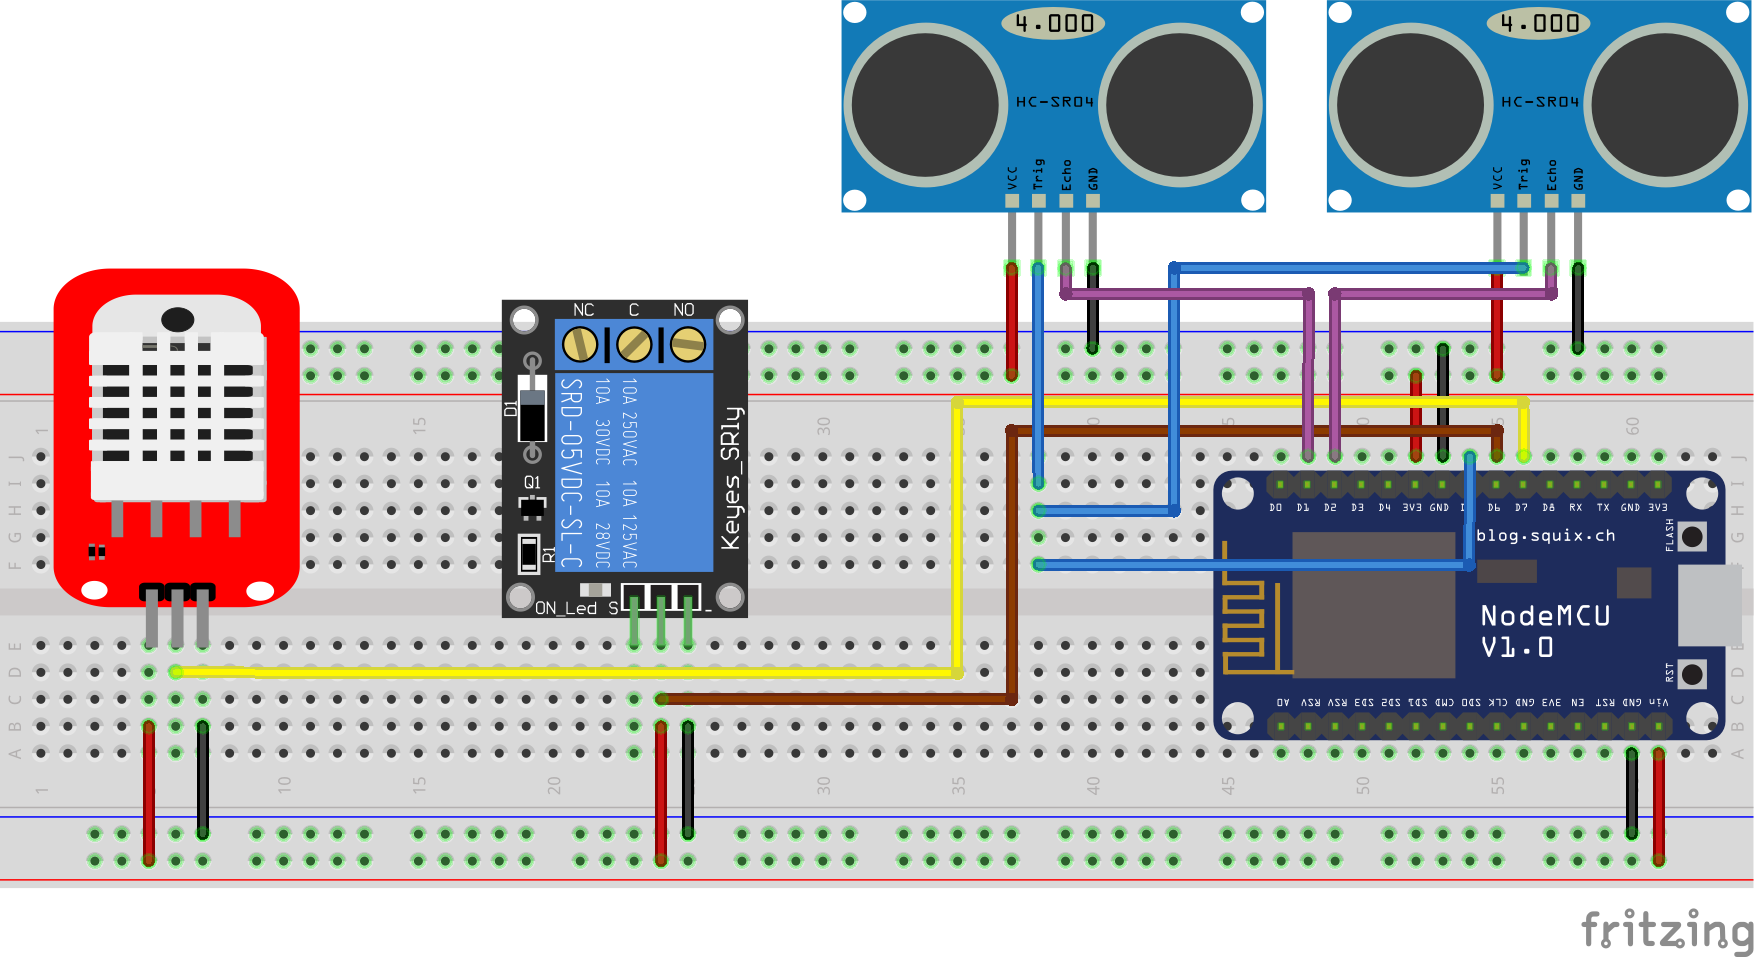 4.000
HC-SR04
VCC Trig Echo GND
4.000
HC-SR04
VCC Trig Echo GND
NC C NO
D1
Q1
R1
SRD-05VDC-SL-C
10A 30VDC 10A 28VDC
10A 250VAC 10A 125VAC
Keyes_SRly
ON_Led S -
1 15 30 60
J
I
H
G
F
E
D
C
B
A
J
H
G
B
A
D0 D1 D2 D3 D4 3V3 GND D6 D7 D8 RX TX GND 3V3
blog.squix.ch
FLASH
NodeMCU
V1.0
RST
A0 RSV RSV SD3 SD2 SD1 CMD SD0 CLK GND 3V3 EN RST GND Vin
1 10 15 20 30 35 40 45 50 55
fritzing